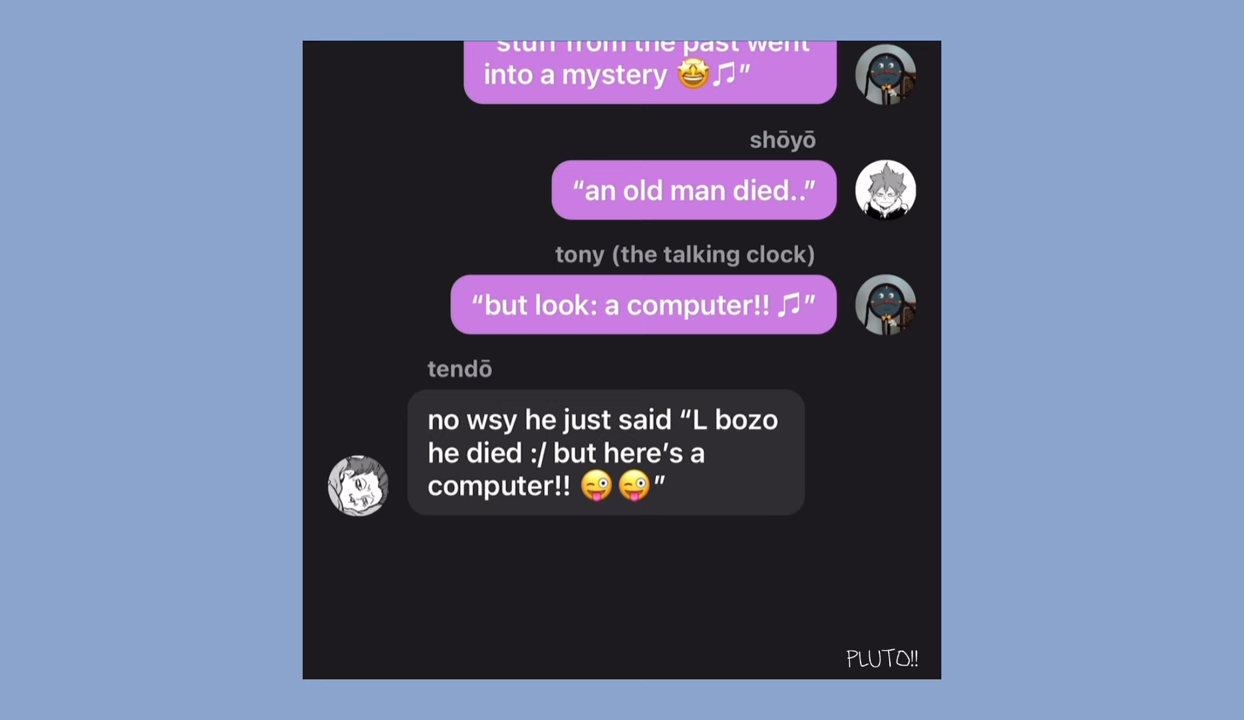 stuff from the past went
into a mystery 🤩🎵”
shōyō
“an old man died..”
tony (the talking clock)
“but look: a computer!! 🎵”
tendō
no wsy he just said “L bozo
he died :/ but here’s a
computer!! 😜😜”
PLUTO!!